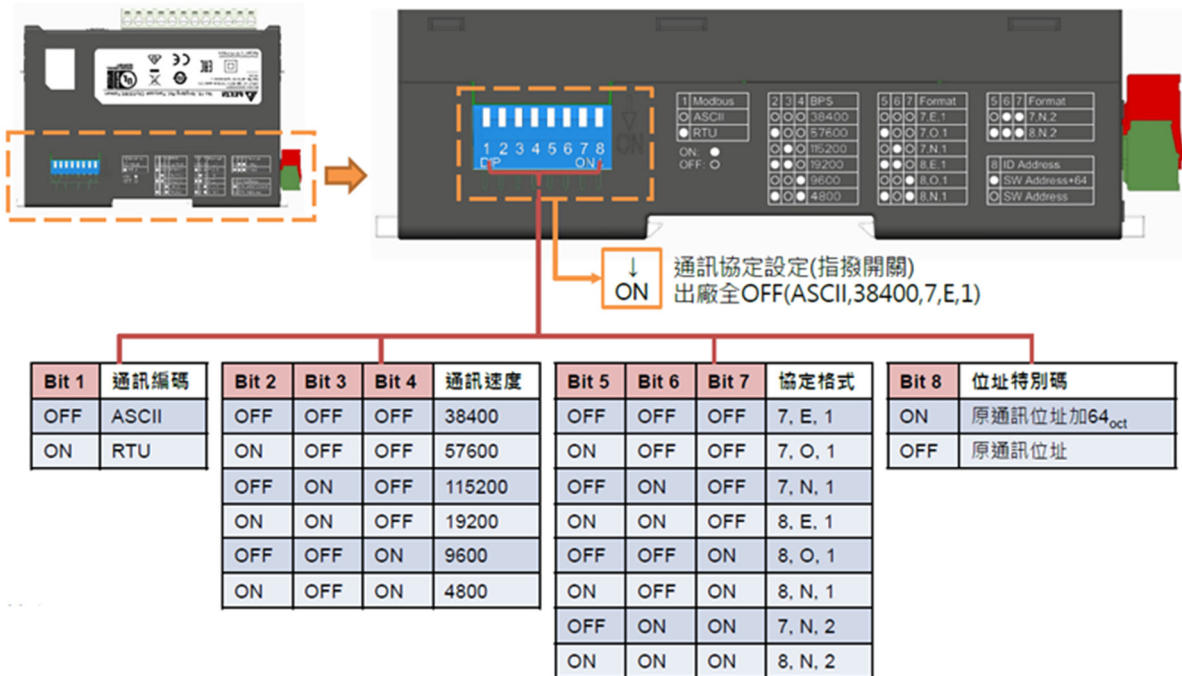 1 Modbus
○ ASCII
● RTU
ON: ●
OFF: ○
2 3 4 BPS
○○○ 38400
●○○ 57600
○●○ 115200
●●○ 19200
○○● 9600
●○● 4800
5 6 7 Format
○○○ 7.E.1
●○○ 7.O.1
○●○ 7.N.1
●●○ 8.E.1
○○● 8.O.1
●○● 8.N.1
5 6 7 Format
○●● 7.N.2
●●● 8.N.2
8 ID Address
● SW Address+64
○ SW Address
ON
1 2 3 4 5 6 7 8
DIP ON
↓
ON
通訊協定設定(指撥開關)
出廠全OFF(ASCII,38400,7,E,1)
Bit 1 通訊編碼
OFF ASCII
ON RTU
Bit 2 Bit 3 Bit 4 通訊速度
OFF OFF OFF 38400
ON OFF OFF 57600
OFF ON OFF 115200
ON ON OFF 19200
OFF OFF ON 9600
ON OFF ON 4800
Bit 5 Bit 6 Bit 7 協定格式
OFF OFF OFF 7, E, 1
ON OFF OFF 7, O, 1
OFF ON OFF 7, N, 1
ON ON OFF 8, E, 1
OFF OFF ON 8, O, 1
ON OFF ON 8, N, 1
OFF ON ON 7, N, 2
ON ON ON 8, N, 2
Bit 8 位址特別碼
ON 原通訊位址加64oct
OFF 原通訊位址